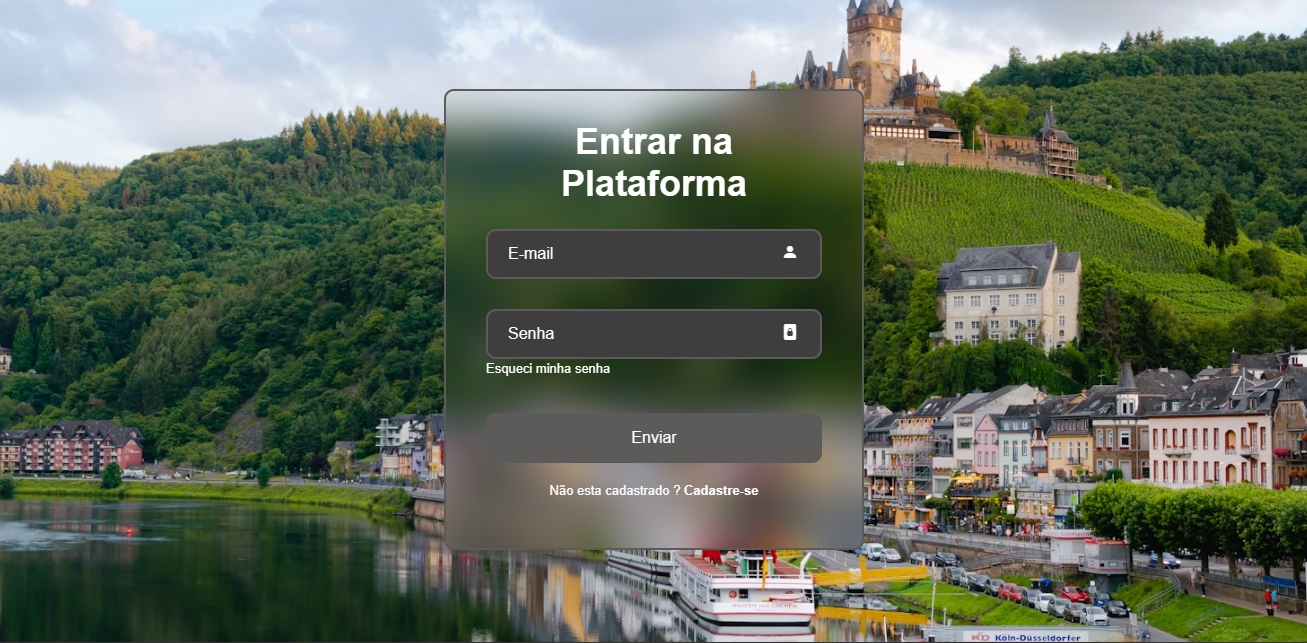 Entrar na
Plataforma
E-mail
Senha
Esqueci minha senha
Enviar
Não esta cadastrado ? Cadastre-se
KD Köln-Düsseldorfer